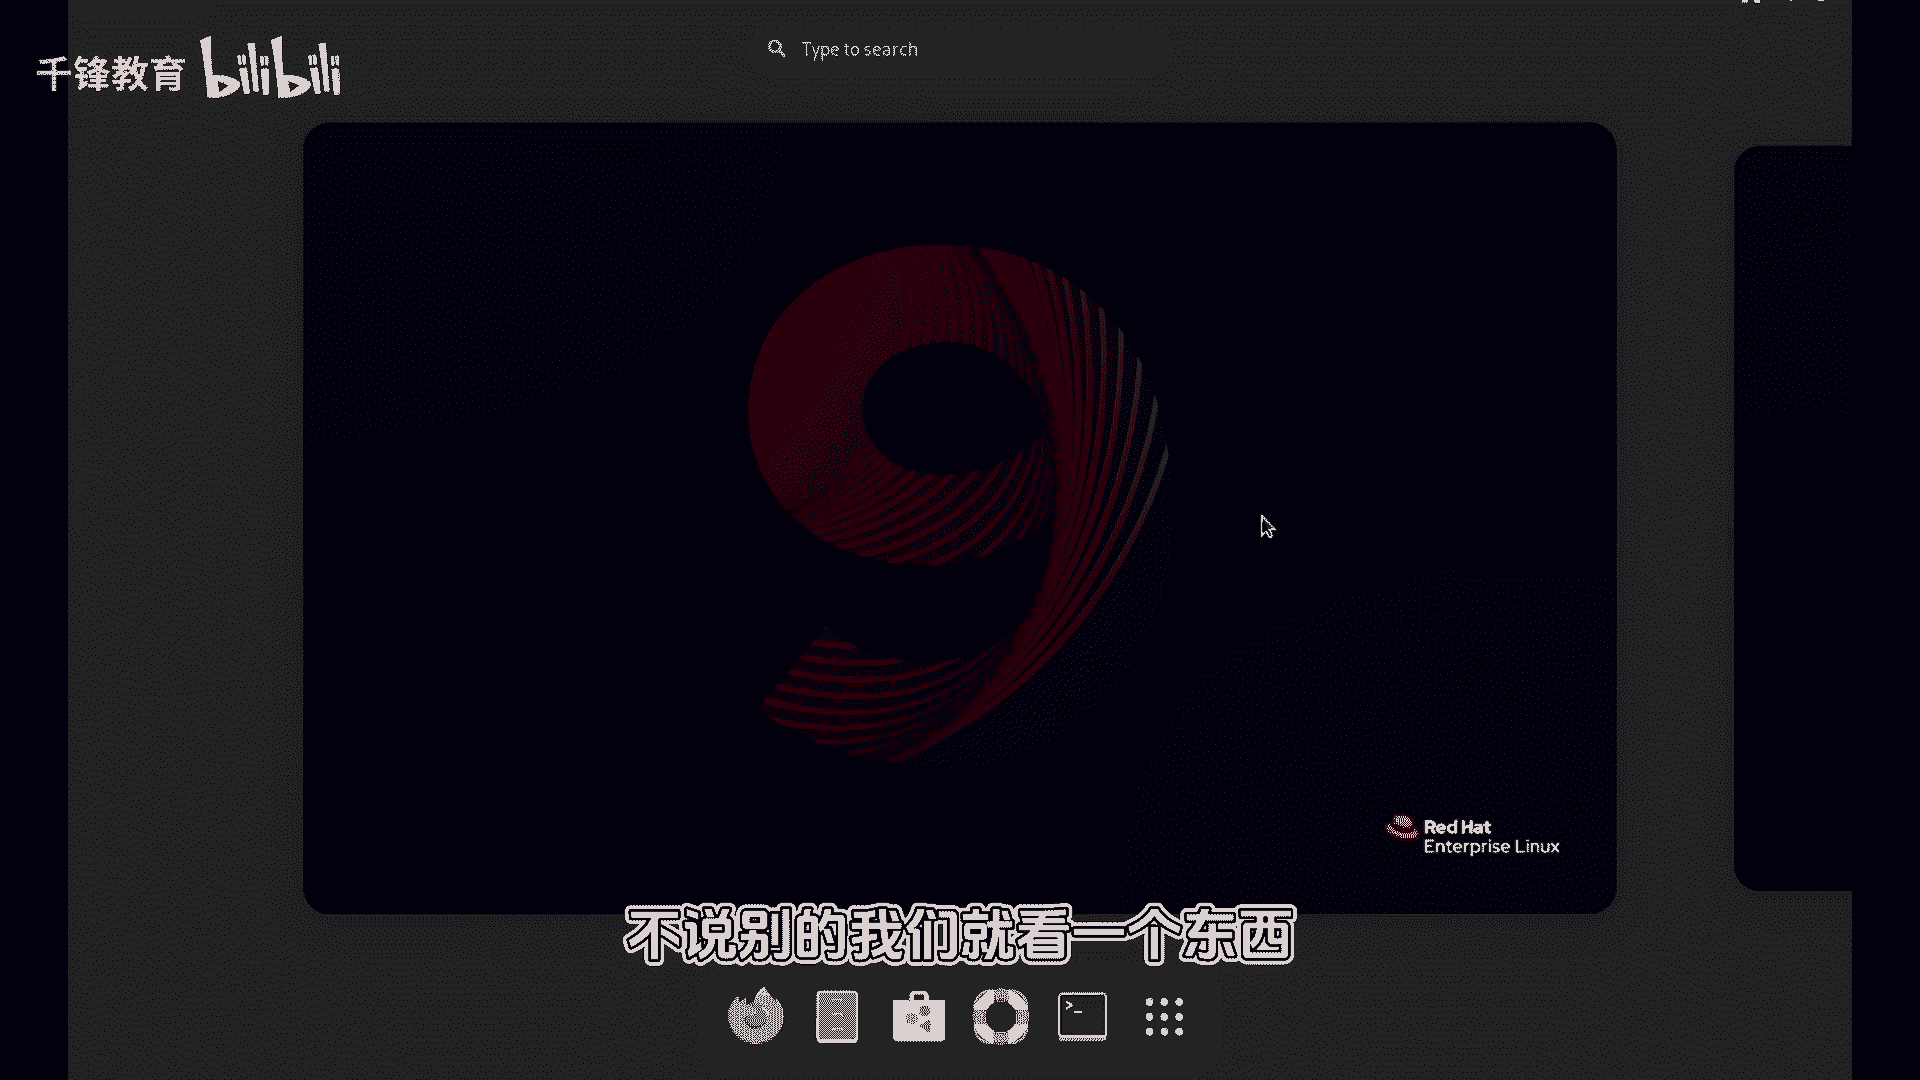 千锋教育 bilibili
Type to search
9
Red Hat
Enterprise Linux
不说别的我们就看一个东西